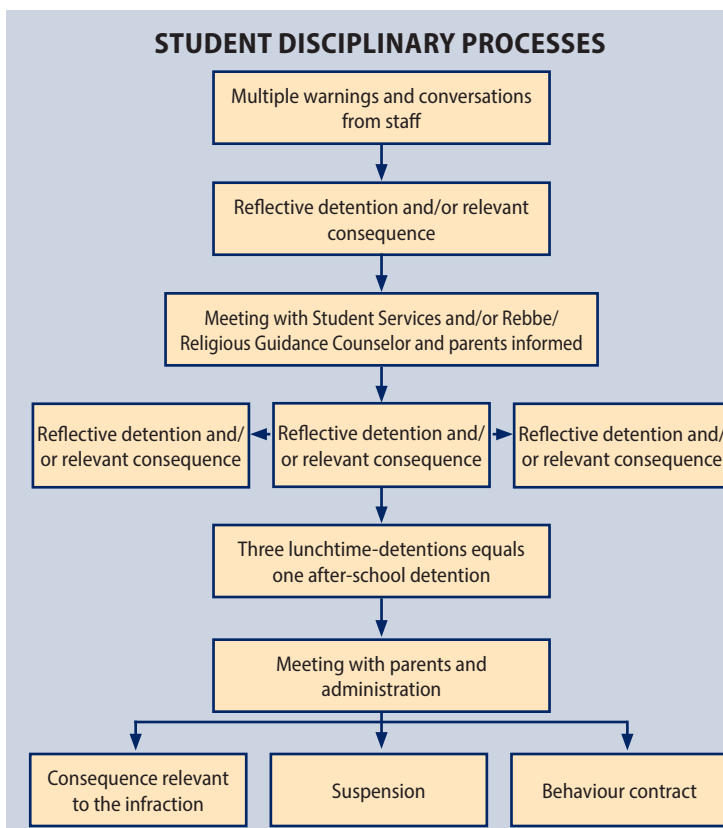 STUDENT DISCIPLINARY PROCESSES
Multiple warnings and conversations
from staff
Reflective detention and/or relevant
consequence
Meeting with Student Services and/or Rebbe/
Religious Guidance Counselor and parents informed
Reflective detention and/
or relevant consequence
Reflective detention and/
or relevant consequence
Reflective detention and/
or relevant consequence
Three lunchtime-detentions equals
one after-school detention
Meeting with parents and
administration
Consequence relevant
to the infraction
Suspension
Behaviour contract